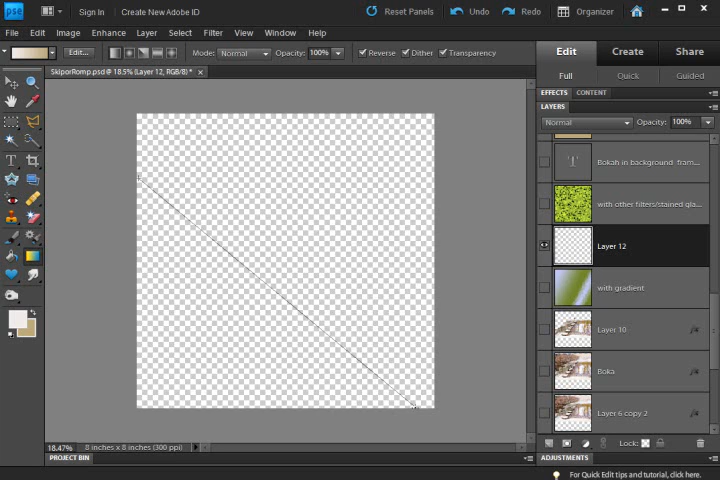 pse Sign In Create New Adobe ID Reset Panels Undo Redo Organizer
File Edit Image Enhance Layer Select Filter View Window Help
Edit Create Share
Edit... Mode: Normal Opacity: 100% Reverse Dither Transparency
SkiporRomp.psd @ 18.5% (Layer 12, RGB/8) *
Full Quick Guided
EFFECTS CONTENT
LAYERS
Normal Opacity: 100%
T
Bokah in background fram...
with other filters/stained gla...
Layer 12
with gradient
Layer 10 fx
Boka fx
Layer 6 copy 2 fx
Lock:
18.47% 8 inches x 8 inches (300 ppi)
PROJECT BIN
ADJUSTMENTS
For Quick Edit tips and tutorial, click here.